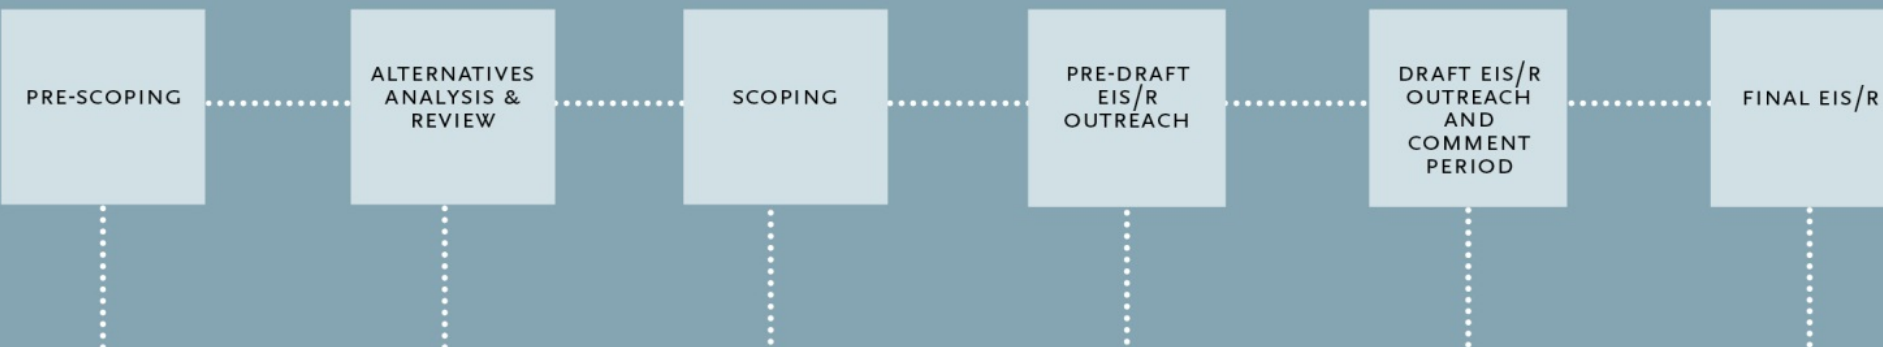 PRE-SCOPING
ALTERNATIVES
ANALYSIS &
REVIEW
SCOPING
PRE-DRAFT
EIS/R
OUTREACH
DRAFT EIS/R
OUTREACH
AND
COMMENT
PERIOD
FINAL EIS/R